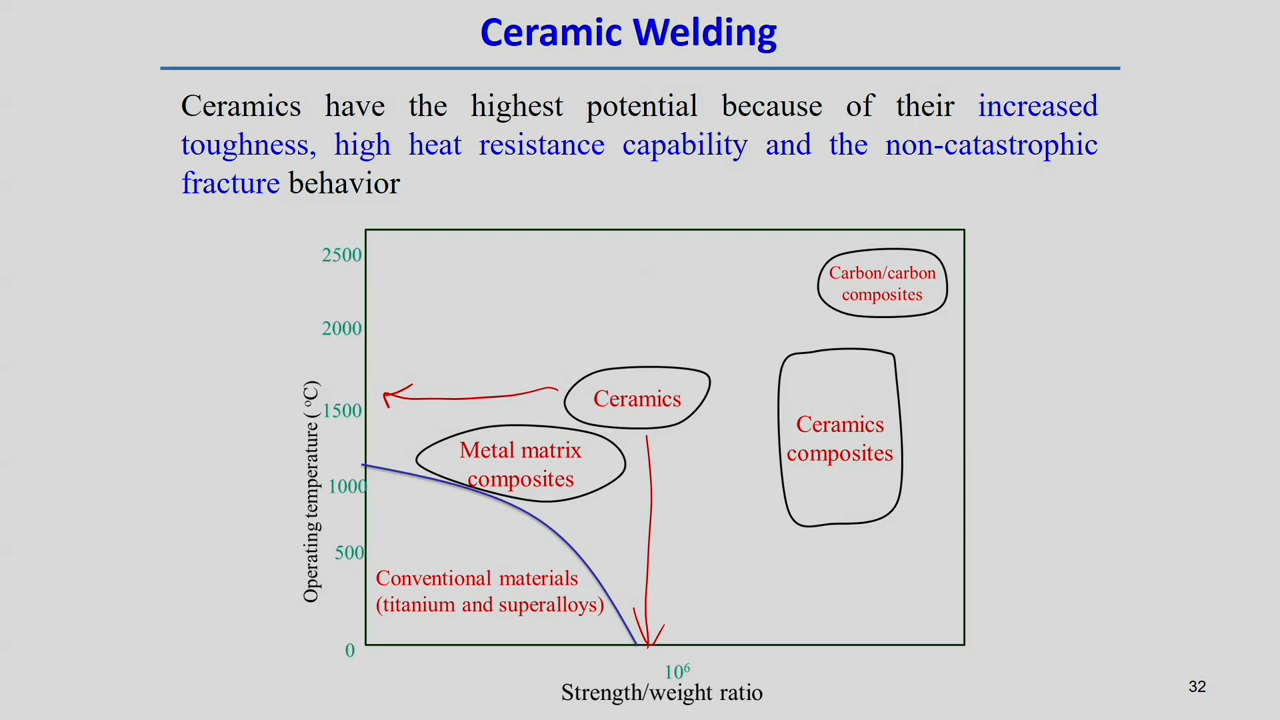 Ceramic Welding
Ceramics have the highest potential because of their increased
toughness, high heat resistance capability and the non-catastrophic
fracture behavior
2500
2000
1500
1000
500
0
Operating temperature ( °C)
Carbon/carbon
composites
Ceramics
Ceramics
composites
Metal matrix
composites
Conventional materials
(titanium and superalloys)
10⁶
Strength/weight ratio
32